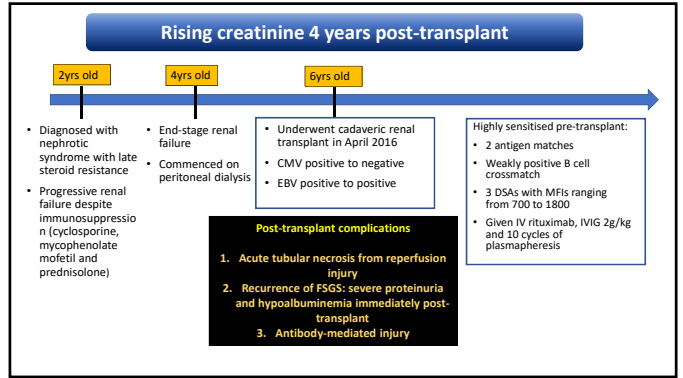 Rising creatinine 4 years post-transplant
2yrs old
4yrs old
6yrs old
• Diagnosed with
nephrotic
syndrome with late
steroid resistance
• Progressive renal
failure despite
immunosuppressio
n (cyclosporine,
mycophenolate
mofetil and
prednisolone)
• End-stage renal
failure
• Commenced on
peritoneal dialysis
• Underwent cadaveric renal
transplant in April 2016
• CMV positive to negative
• EBV positive to positive
Highly sensitised pre-transplant:
• 2 antigen matches
• Weakly positive B cell
crossmatch
• 3 DSAs with MFIs ranging
from 700 to 1800
• Given IV rituximab, IVIG 2g/kg
and 10 cycles of
plasmapheresis
Post-transplant complications
1. Acute tubular necrosis from reperfusion
injury
2. Recurrence of FSGS: severe proteinuria
and hypoalbuminemia immediately post-
transplant
3. Antibody-mediated injury